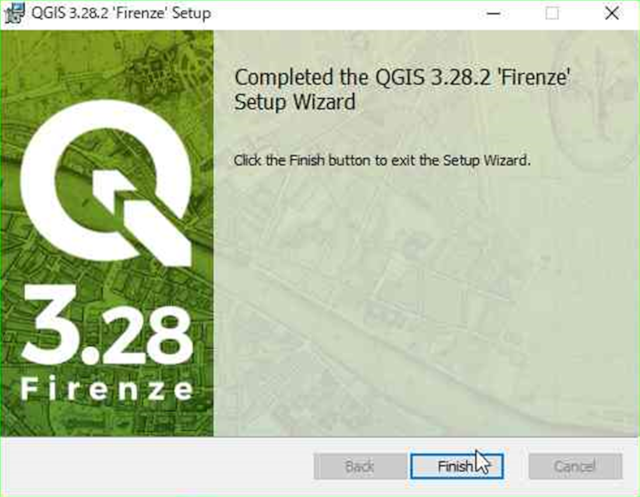 QGIS 3.28.2 'Firenze' Setup
Completed the QGIS 3.28.2 'Firenze'
Setup Wizard
Click the Finish button to exit the Setup Wizard.
3.28
Firenze
Back
Finish
Cancel